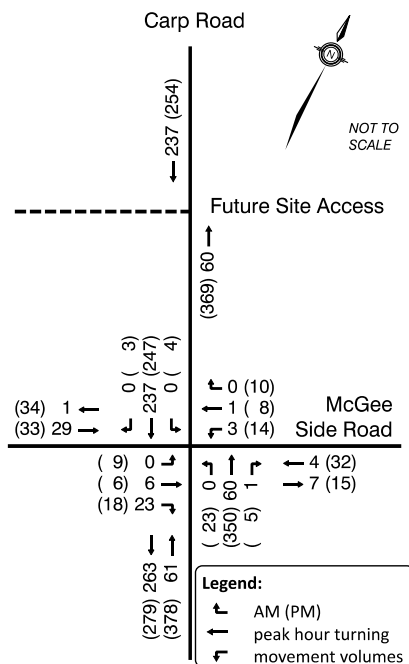 Carp Road
N
NOT TO
SCALE
237 (254)
Future Site Access
(369) 60
0 ( 3)
237 (247)
0 ( 4)
0 (10)
1 ( 8)
3 (14)
McGee
Side Road
(34) 1
(33) 29
( 9) 0
( 6) 6
(18) 23
( 23) 0
(350) 60
( 5) 1
4 (32)
7 (15)
(279) 263
(378) 61
Legend:
AM (PM)
peak hour turning
movement volumes